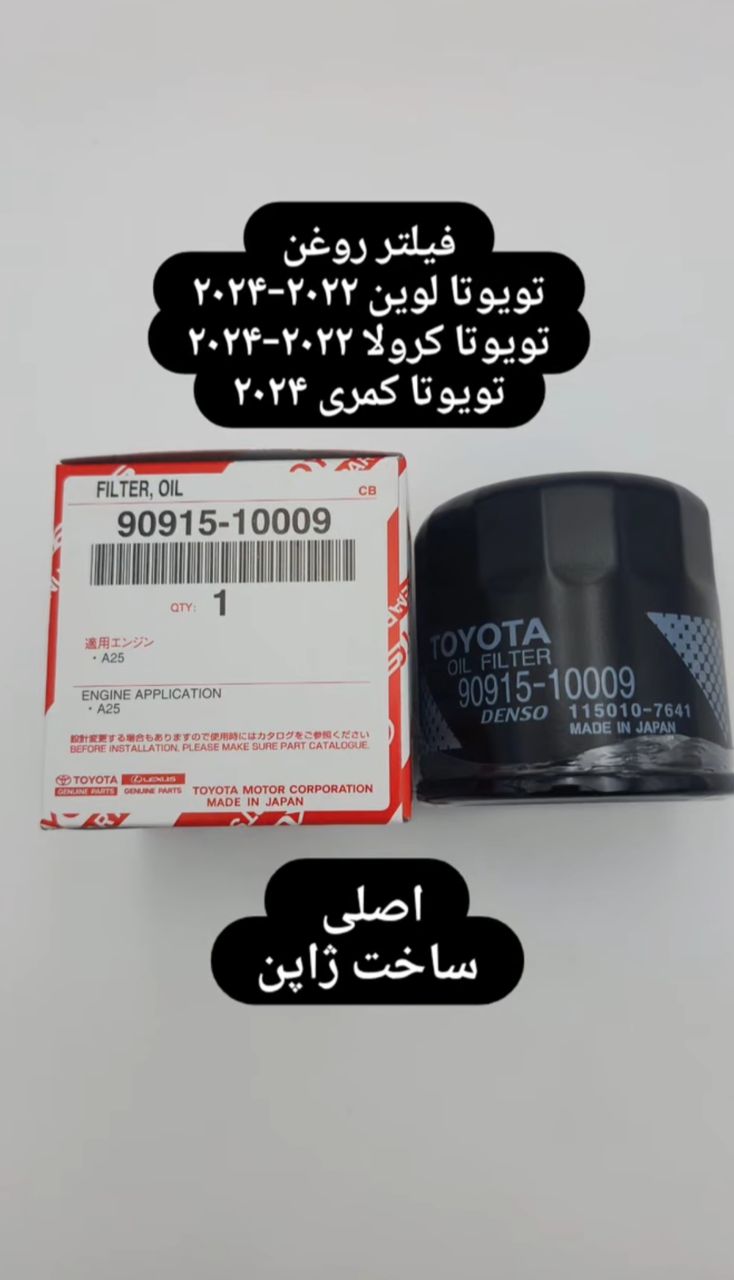 فیلتر روغن
تویوتا لوین ۲۰۲۲-۲۰۲۴
تویوتا کرولا ۲۰۲۲-۲۰۲۴
تویوتا کمری ۲۰۲۴
FILTER, OIL
CB
90915-10009
QTY: 1
適用エンジン
・A25
ENGINE APPLICATION
・A25
設計変更する場合もありますので使用時にはカタログをご参照ください
BEFORE INSTALLATION, PLEASE MAKE SURE PART CATALOGUE.
TOYOTA LEXUS
GENUINE PARTS GENUINE PARTS
TOYOTA MOTOR CORPORATION
MADE IN JAPAN
TOYOTA
OIL FILTER
90915-10009
DENSO 115010-7641
MADE IN JAPAN
اصلی
ساخت ژاپن